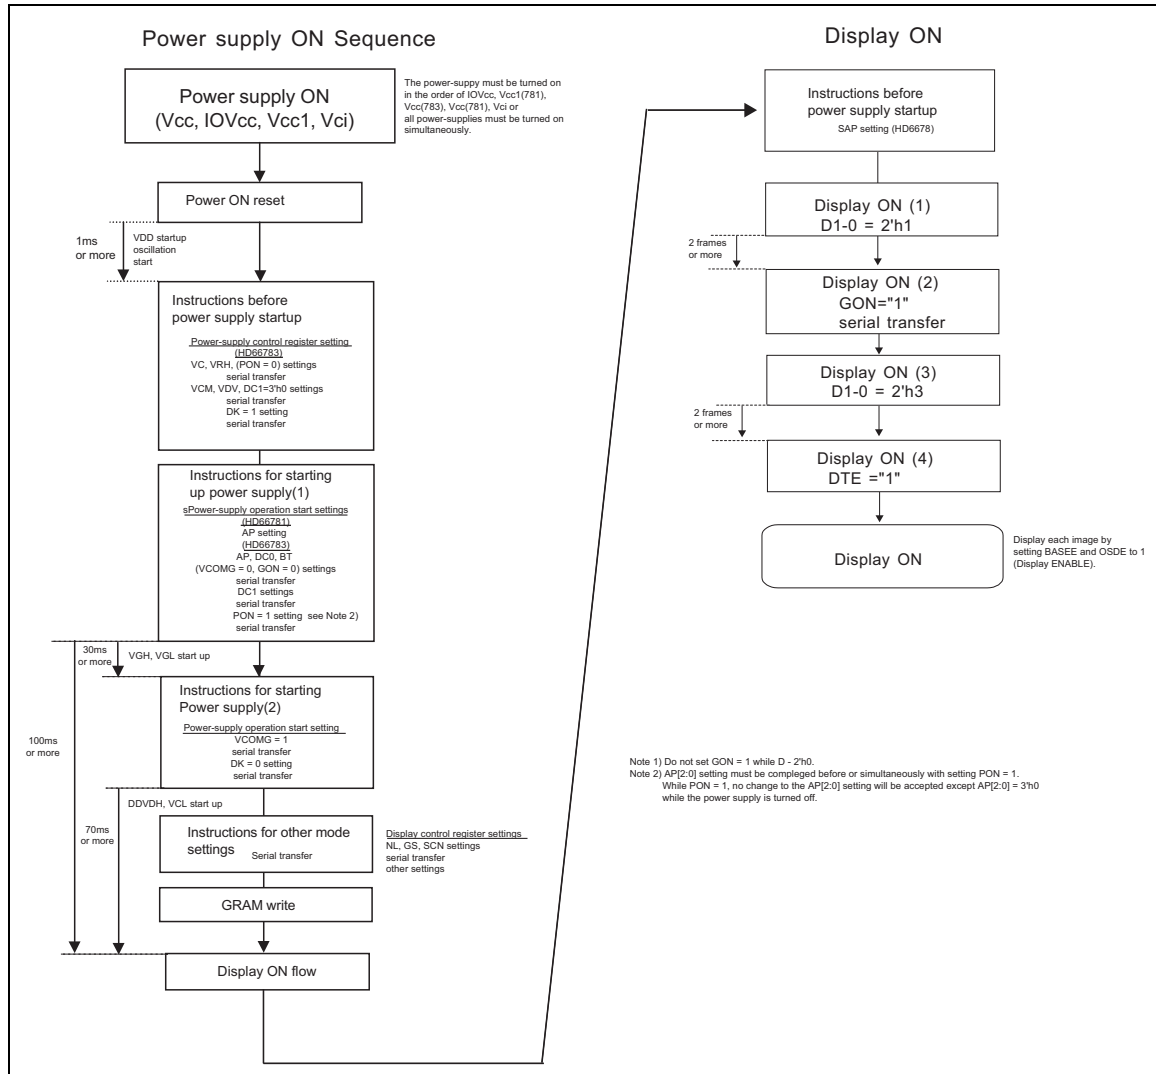 Power supply ON Sequence
Power supply ON
(Vcc, IOVcc, Vcc1, Vci)
The power-suppy must be turned on
in the order of IOVcc, Vcc1(781),
Vcc(783), Vcc(781), Vci or
all power-supplies must be turned on
simultaneously.
Power ON reset
1ms
or more
VDD startup
oscillation
start
Instructions before
power supply startup
Power-supply control register setting
(HD66783)
VC, VRH, (PON = 0) settings
serial transfer
VCM, VDV, DC1=3'h0 settings
serial transfer
DK = 1 setting
serial transfer
Instructions for starting
up power supply(1)
sPower-supply operation start settings
(HD66781)
AP setting
(HD66783)
AP, DC0, BT
(VCOMG = 0, GON = 0) settings
serial transfer
DC1 settings
serial transfer
PON = 1 setting see Note 2)
serial transfer
30ms
or more
VGH, VGL start up
Instructions for starting
Power supply(2)
Power-supply operation start setting
VCOMG = 1
serial transfer
DK = 0 setting
serial transfer
100ms
or more
DDVDH, VCL start up
70ms
or more
Instructions for other mode
settings Serial transfer
Display control register settings
NL, GS, SCN settings
serial transfer
other settings
GRAM write
Display ON flow
Display ON
Instructions before
power supply startup
SAP setting (HD6678)
Display ON (1)
D1-0 = 2'h1
2 frames
or more
Display ON (2)
GON="1"
serial transfer
Display ON (3)
D1-0 = 2'h3
2 frames
or more
Display ON (4)
DTE ="1"
Display ON
Display each image by
setting BASEE and OSDE to 1
(Display ENABLE).
Note 1) Do not set GON = 1 while D - 2'h0.
Note 2) AP[2:0] setting must be compleged before or simultaneously with setting PON = 1.
While PON = 1, no change to the AP[2:0] setting will be accepted except AP[2:0] = 3'h0
while the power supply is turned off.